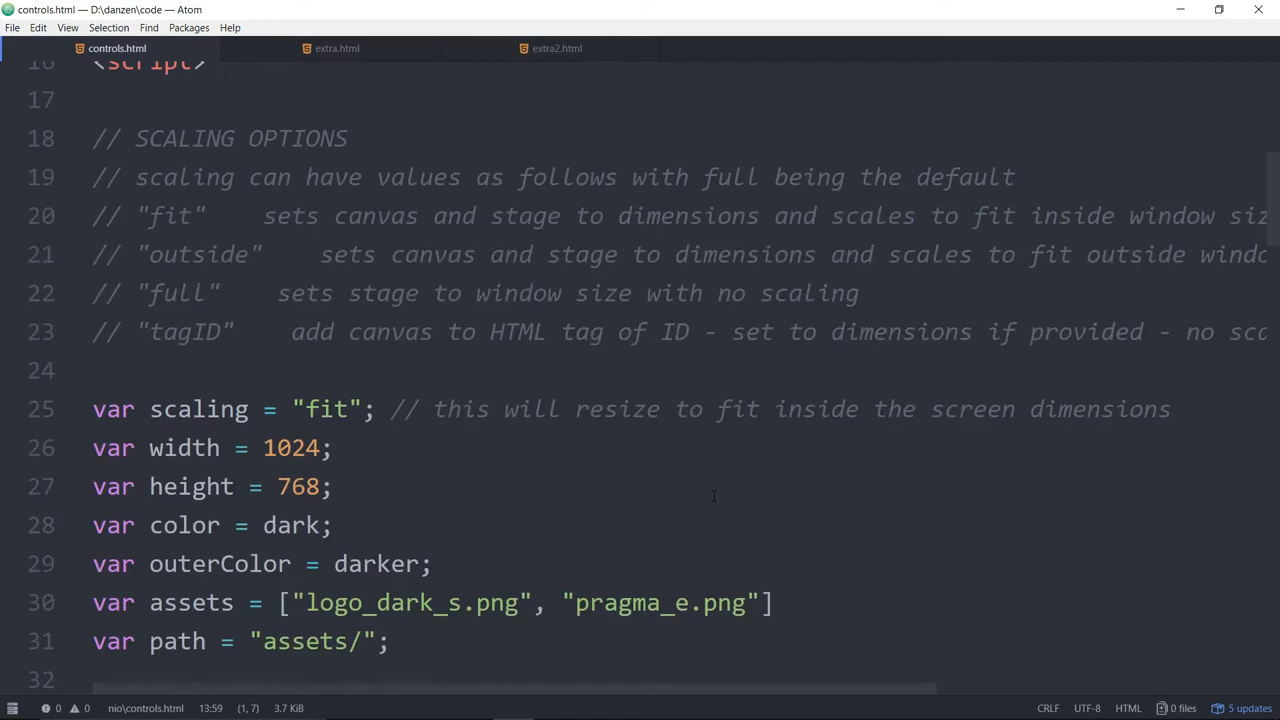 controls.html — D:\danzen\code — Atom
File Edit View Selection Find Packages Help
controls.html extra.html extra2.html
16 <script>
17
18 // SCALING OPTIONS
19 // scaling can have values as follows with full being the default
20 // "fit" sets canvas and stage to dimensions and scales to fit inside window siz
21 // "outside" sets canvas and stage to dimensions and scales to fit outside windo
22 // "full" sets stage to window size with no scaling
23 // "tagID" add canvas to HTML tag of ID - set to dimensions if provided - no sca
24
25 var scaling = "fit"; // this will resize to fit inside the screen dimensions
26 var width = 1024;
27 var height = 768;
28 var color = dark;
29 var outerColor = darker;
30 var assets = ["logo_dark_s.png", "pragma_e.png"]
31 var path = "assets/";
32
0 0 nio\controls.html 13:59 (1, 7) 3.7 KiB CRLF UTF-8 HTML 0 files 5 updates